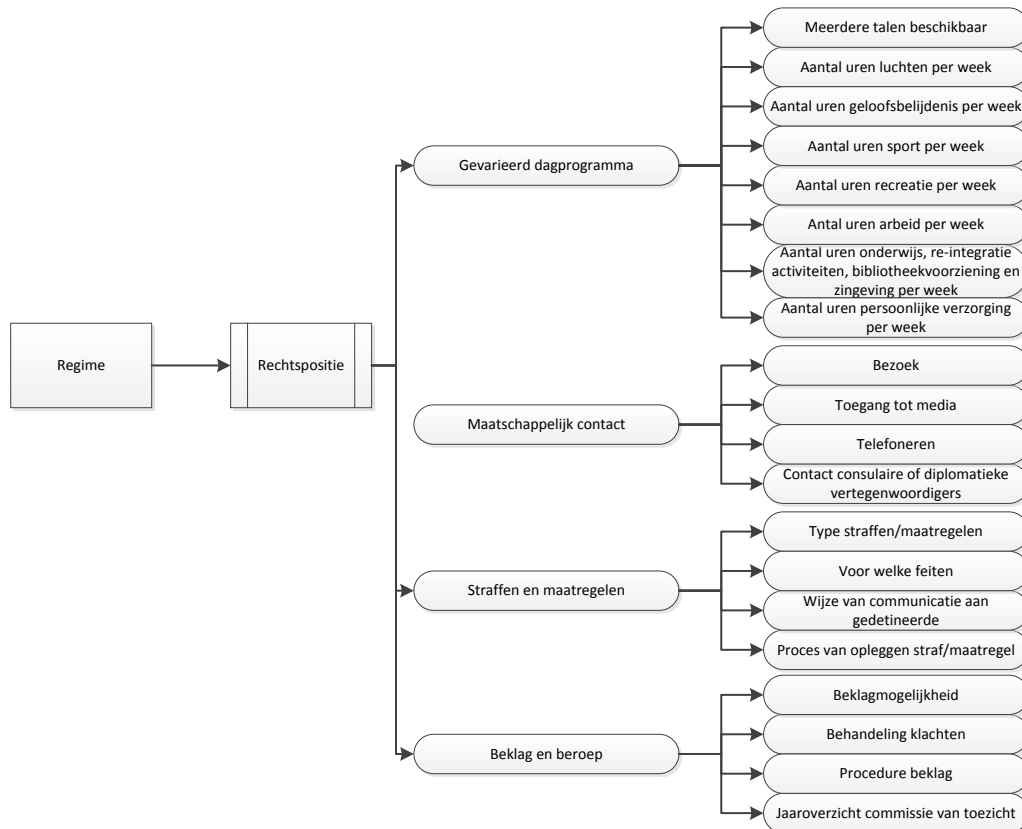 Regime
Rechtspositie
Gevarieerd dagprogramma
Meerdere talen beschikbaar
Aantal uren luchten per week
Aantal uren geloofsbelijdenis per week
Aantal uren sport per week
Aantal uren recreatie per week
Antal uren arbeid per week
Aantal uren onderwijs, re-integratie
activiteiten, bibliotheekvoorziening en
zingeving per week
Aantal uren persoonlijke verzorging
per week
Maatschappelijk contact
Bezoek
Toegang tot media
Telefoneren
Contact consulaire of diplomatieke
vertegenwoordigers
Straffen en maatregelen
Type straffen/maatregelen
Voor welke feiten
Wijze van communicatie aan
gedetineerde
Proces van opleggen straf/maatregel
Beklag en beroep
Beklagmogelijkheid
Behandeling klachten
Procedure beklag
Jaaroverzicht commissie van toezicht